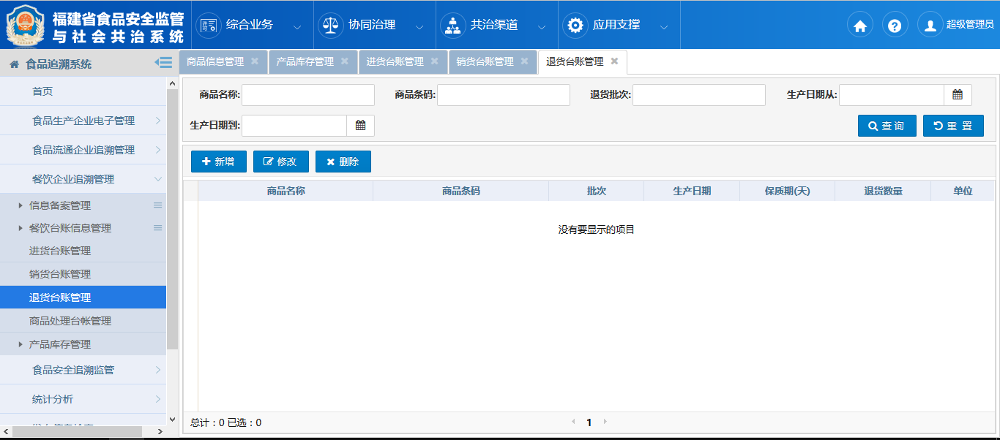 福建省食品安全监管
与社会共治系统
综合业务
协同治理
共治渠道
应用支撑
超级管理员
食品追溯系统
商品信息管理
产品库存管理
进货台账管理
销货台账管理
退货台账管理
首页
食品生产企业电子管理
食品流通企业追溯管理
餐饮企业追溯管理
信息备案管理
餐饮台账信息管理
进货台账管理
销货台账管理
退货台账管理
商品处理台帐管理
产品库存管理
食品安全追溯监管
统计分析
商品名称:
商品条码:
退货批次:
生产日期从:
生产日期到:
查询
重 置
新增
修改
删除
商品名称 商品条码 批次 生产日期 保质期(天) 退货数量 单位
没有要显示的项目
总计：0 已选：0
1